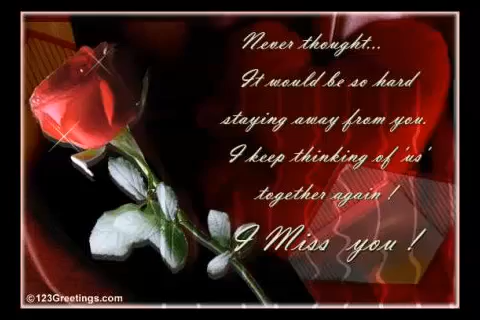 Never thought...
It would be so hard
staying away from you.
I keep thinking of 'us'
together again !
I Miss you !
©123Greetings.com